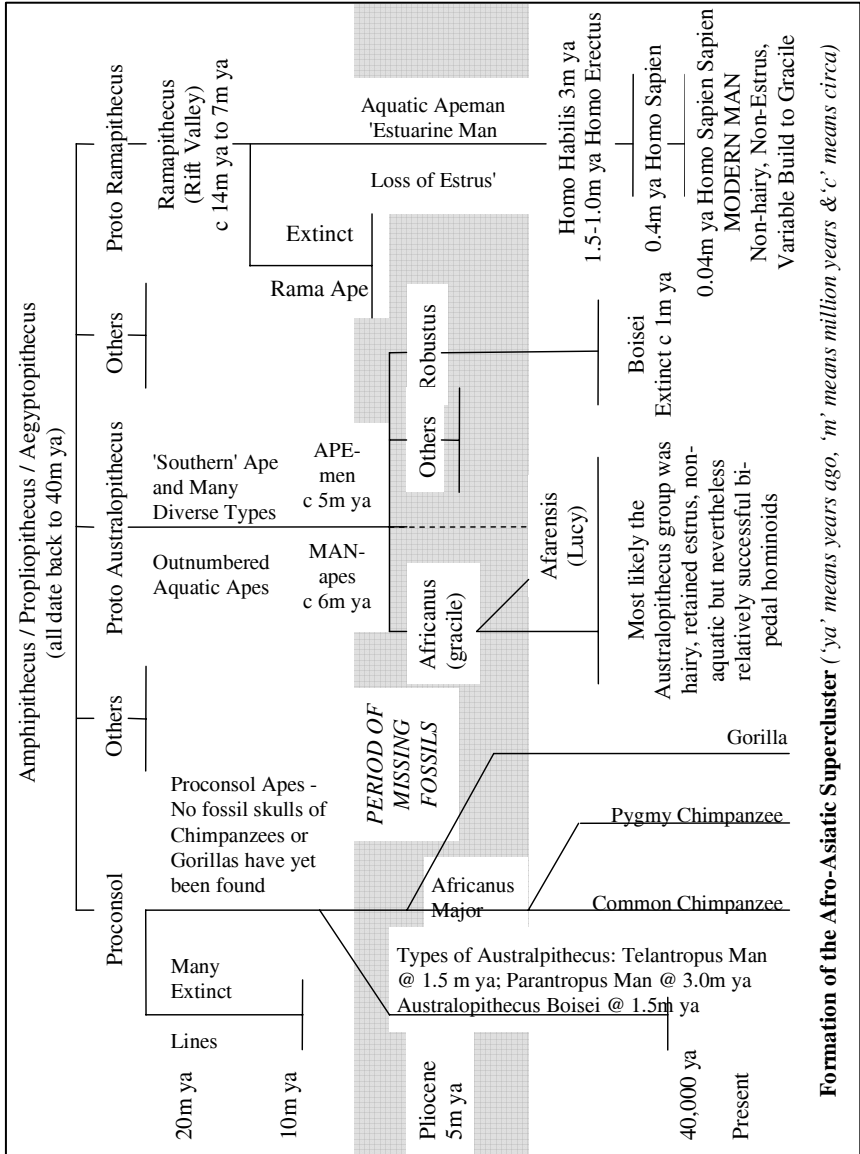 Amphipithecus / Propliopithecus / Aegyptopithecus
(all date back to 40m ya)
Proconsol
Others
Proto Australopithecus
Others
Proto Ramapithecus
20m ya
10m ya
Pliocene
5m ya
40,000 ya
Present
Many
Extinct
Lines
Proconsol Apes -
No fossil skulls of
Chimpanzees or
Gorillas have yet
been found
PERIOD OF
MISSING
FOSSILS
Africanus
Major
Types of Australpithecus: Telantropus Man
@ 1.5 m ya; Parantropus Man @ 3.0m ya
Australopithecus Boisei @ 1.5m ya
Common Chimpanzee
Pygmy Chimpanzee
Gorilla
'Southern' Ape
and Many
Diverse Types
Outnumbered
Aquatic Apes
APE-
men
c 5m ya
MAN-
apes
c 6m ya
Africanus
(gracile)
Afarensis
(Lucy)
Others
Robustus
Most likely the
Australopithecus group was
hairy, retained estrus, non-
aquatic but nevertheless
relatively successful bi-
pedal hominoids
Boisei
Extinct c 1m ya
Ramapithecus
(Rift Valley)
c 14m ya to 7m ya
Extinct
Rama Ape
Aquatic Apeman
'Estuarine Man
Loss of Estrus'
Homo Habilis 3m ya
1.5-1.0m ya Homo Erectus
0.4m ya Homo Sapien
0.04m ya Homo Sapien Sapien
MODERN MAN
Non-hairy, Non-Estrus,
Variable Build to Gracile
Formation of the Afro-Asiatic Supercluster ('ya' means years ago, 'm' means million years & 'c' means circa)